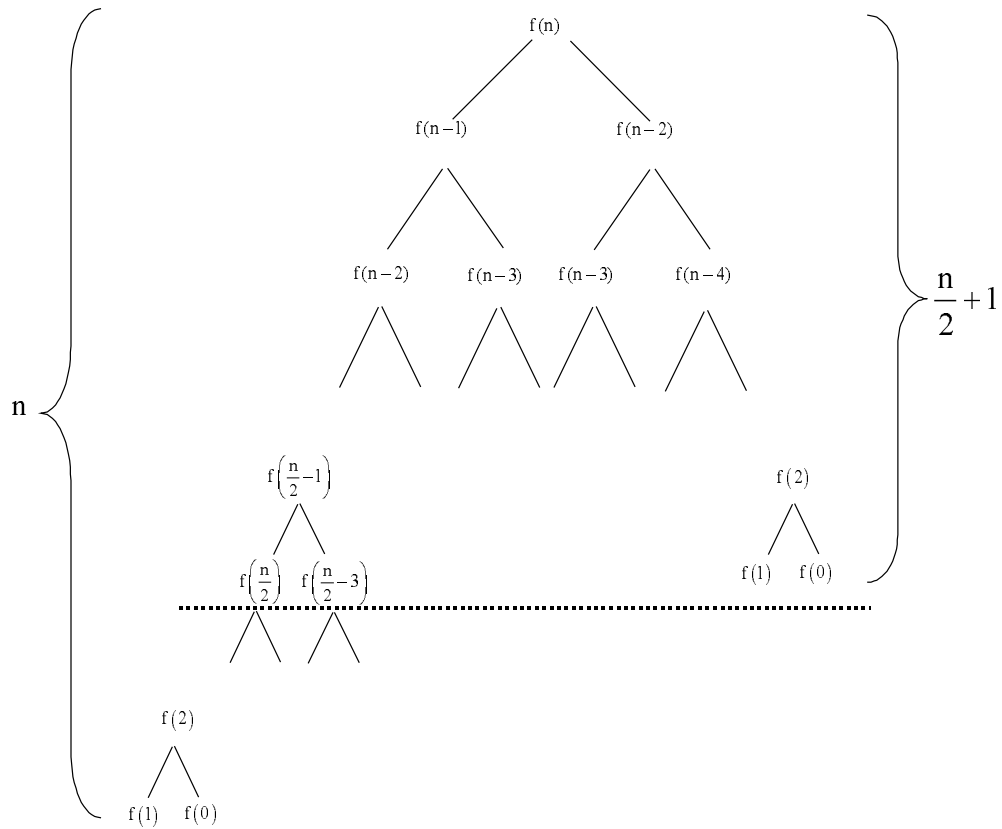 f(n)
f(n−1) f(n−2)
f(n−2) f(n−3) f(n−3) f(n−4)
n/2 + 1
n
f(n/2 −1) f(2)
f(n/2) f(n/2 −3) f(1) f(0)
f(2)
f(1) f(0)